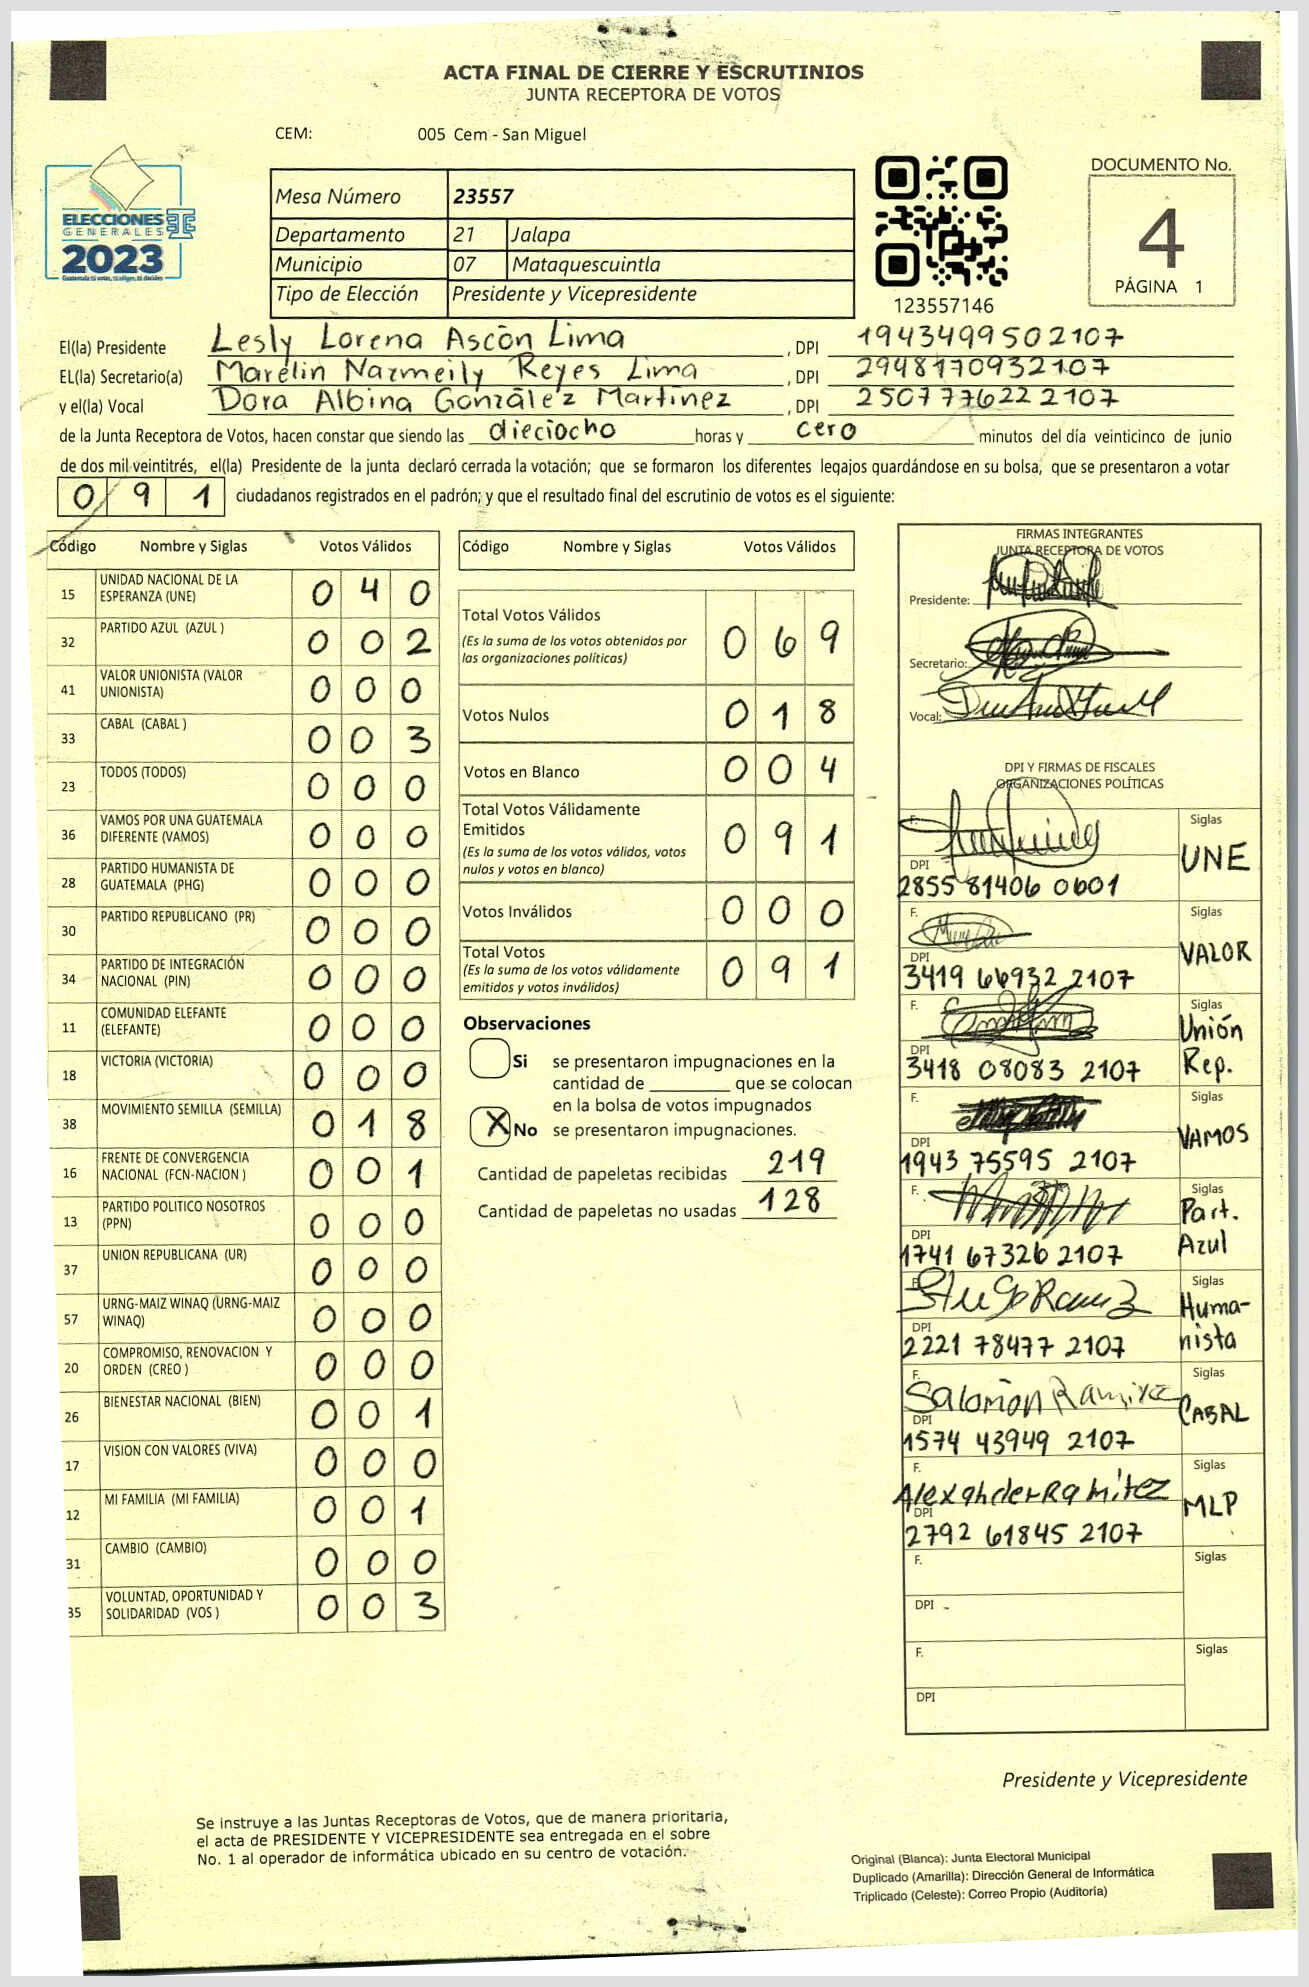 ACTA FINAL DE CIERRE Y ESCRUTINIOS
JUNTA RECEPTORA DE VOTOS
CEM: 005 Cem - San Miguel
ELECCIONES
GENERALES
2023
Guatemala tú votas, tú eliges, tú decides
Mesa Número 23557
Departamento 21 Jalapa
Municipio 07 Mataquescuintla
Tipo de Elección Presidente y Vicepresidente
123557146
DOCUMENTO No.
4
PÁGINA 1
El(la) Presidente Lesly Lorena Ascón Lima , DPI 1943499502107
EL(la) Secretario(a) Marelin Nazmeily Reyes Lima , DPI 2948170932107
y el(la) Vocal Dora Albina González Martínez , DPI 2507776222107
de la Junta Receptora de Votos, hacen constar que siendo las dieciocho horas y cero minutos del día veinticinco de junio
de dos mil veintitrés, el(la) Presidente de la junta declaró cerrada la votación; que se formaron los diferentes legajos guardándose en su bolsa, que se presentaron a votar
091 ciudadanos registrados en el padrón; y que el resultado final del escrutinio de votos es el siguiente:
Código Nombre y Siglas Votos Válidos
15 UNIDAD NACIONAL DE LA ESPERANZA (UNE) 0 4 0
32 PARTIDO AZUL (AZUL ) 0 0 2
41 VALOR UNIONISTA (VALOR UNIONISTA) 0 0 0
33 CABAL (CABAL ) 0 0 3
23 TODOS (TODOS) 0 0 0
36 VAMOS POR UNA GUATEMALA DIFERENTE (VAMOS) 0 0 0
28 PARTIDO HUMANISTA DE GUATEMALA (PHG) 0 0 0
30 PARTIDO REPUBLICANO (PR) 0 0 0
34 PARTIDO DE INTEGRACIÓN NACIONAL (PIN) 0 0 0
11 COMUNIDAD ELEFANTE (ELEFANTE) 0 0 0
18 VICTORIA (VICTORIA) 0 0 0
38 MOVIMIENTO SEMILLA (SEMILLA) 0 1 8
16 FRENTE DE CONVERGENCIA NACIONAL (FCN-NACION ) 0 0 1
13 PARTIDO POLITICO NOSOTROS (PPN) 0 0 0
37 UNION REPUBLICANA (UR) 0 0 0
57 URNG-MAIZ WINAQ (URNG-MAIZ WINAQ) 0 0 0
20 COMPROMISO, RENOVACION Y ORDEN (CREO ) 0 0 0
26 BIENESTAR NACIONAL (BIEN) 0 0 1
17 VISION CON VALORES (VIVA) 0 0 0
12 MI FAMILIA (MI FAMILIA) 0 0 1
31 CAMBIO (CAMBIO) 0 0 0
35 VOLUNTAD, OPORTUNIDAD Y SOLIDARIDAD (VOS ) 0 0 3
Código Nombre y Siglas Votos Válidos
Total Votos Válidos 0 6 9
(Es la suma de los votos obtenidos por las organizaciones políticas)
Votos Nulos 0 1 8
Votos en Blanco 0 0 4
Total Votos Válidamente Emitidos 0 9 1
(Es la suma de los votos válidos, votos nulos y votos en blanco)
Votos Inválidos 0 0 0
Total Votos 0 9 1
(Es la suma de los votos válidamente emitidos y votos inválidos)
Observaciones
Si se presentaron impugnaciones en la
cantidad de ________ que se colocan
en la bolsa de votos impugnados
X No se presentaron impugnaciones.
Cantidad de papeletas recibidas 219
Cantidad de papeletas no usadas 128
FIRMAS INTEGRANTES
JUNTA RECEPTORA DE VOTOS
Presidente:
Secretario:
Vocal:
DPI Y FIRMAS DE FISCALES
ORGANIZACIONES POLÍTICAS
F. Siglas UNE
DPI 2855 81406 0601
F. Siglas VALOR
DPI 3419 66932 2107
F. Siglas Unión Rep.
DPI 3418 08083 2107
F. Siglas VAMOS
DPI 1943 75595 2107
F. Siglas Part. Azul
DPI 1741 67326 2107
F. Siglas Humanista
DPI 2221 78477 2107
F. Salomón Ramirez Siglas CABAL
DPI 1574 43949 2107
F. Alexander Ramirez Siglas MLP
DPI 2792 61845 2107
F. Siglas
DPI
F. Siglas
DPI
Presidente y Vicepresidente
Se instruye a las Juntas Receptoras de Votos, que de manera prioritaria,
el acta de PRESIDENTE Y VICEPRESIDENTE sea entregada en el sobre
No. 1 al operador de informática ubicado en su centro de votación.
Original (Blanca): Junta Electoral Municipal
Duplicado (Amarilla): Dirección General de Informática
Triplicado (Celeste): Correo Propio (Auditoría)